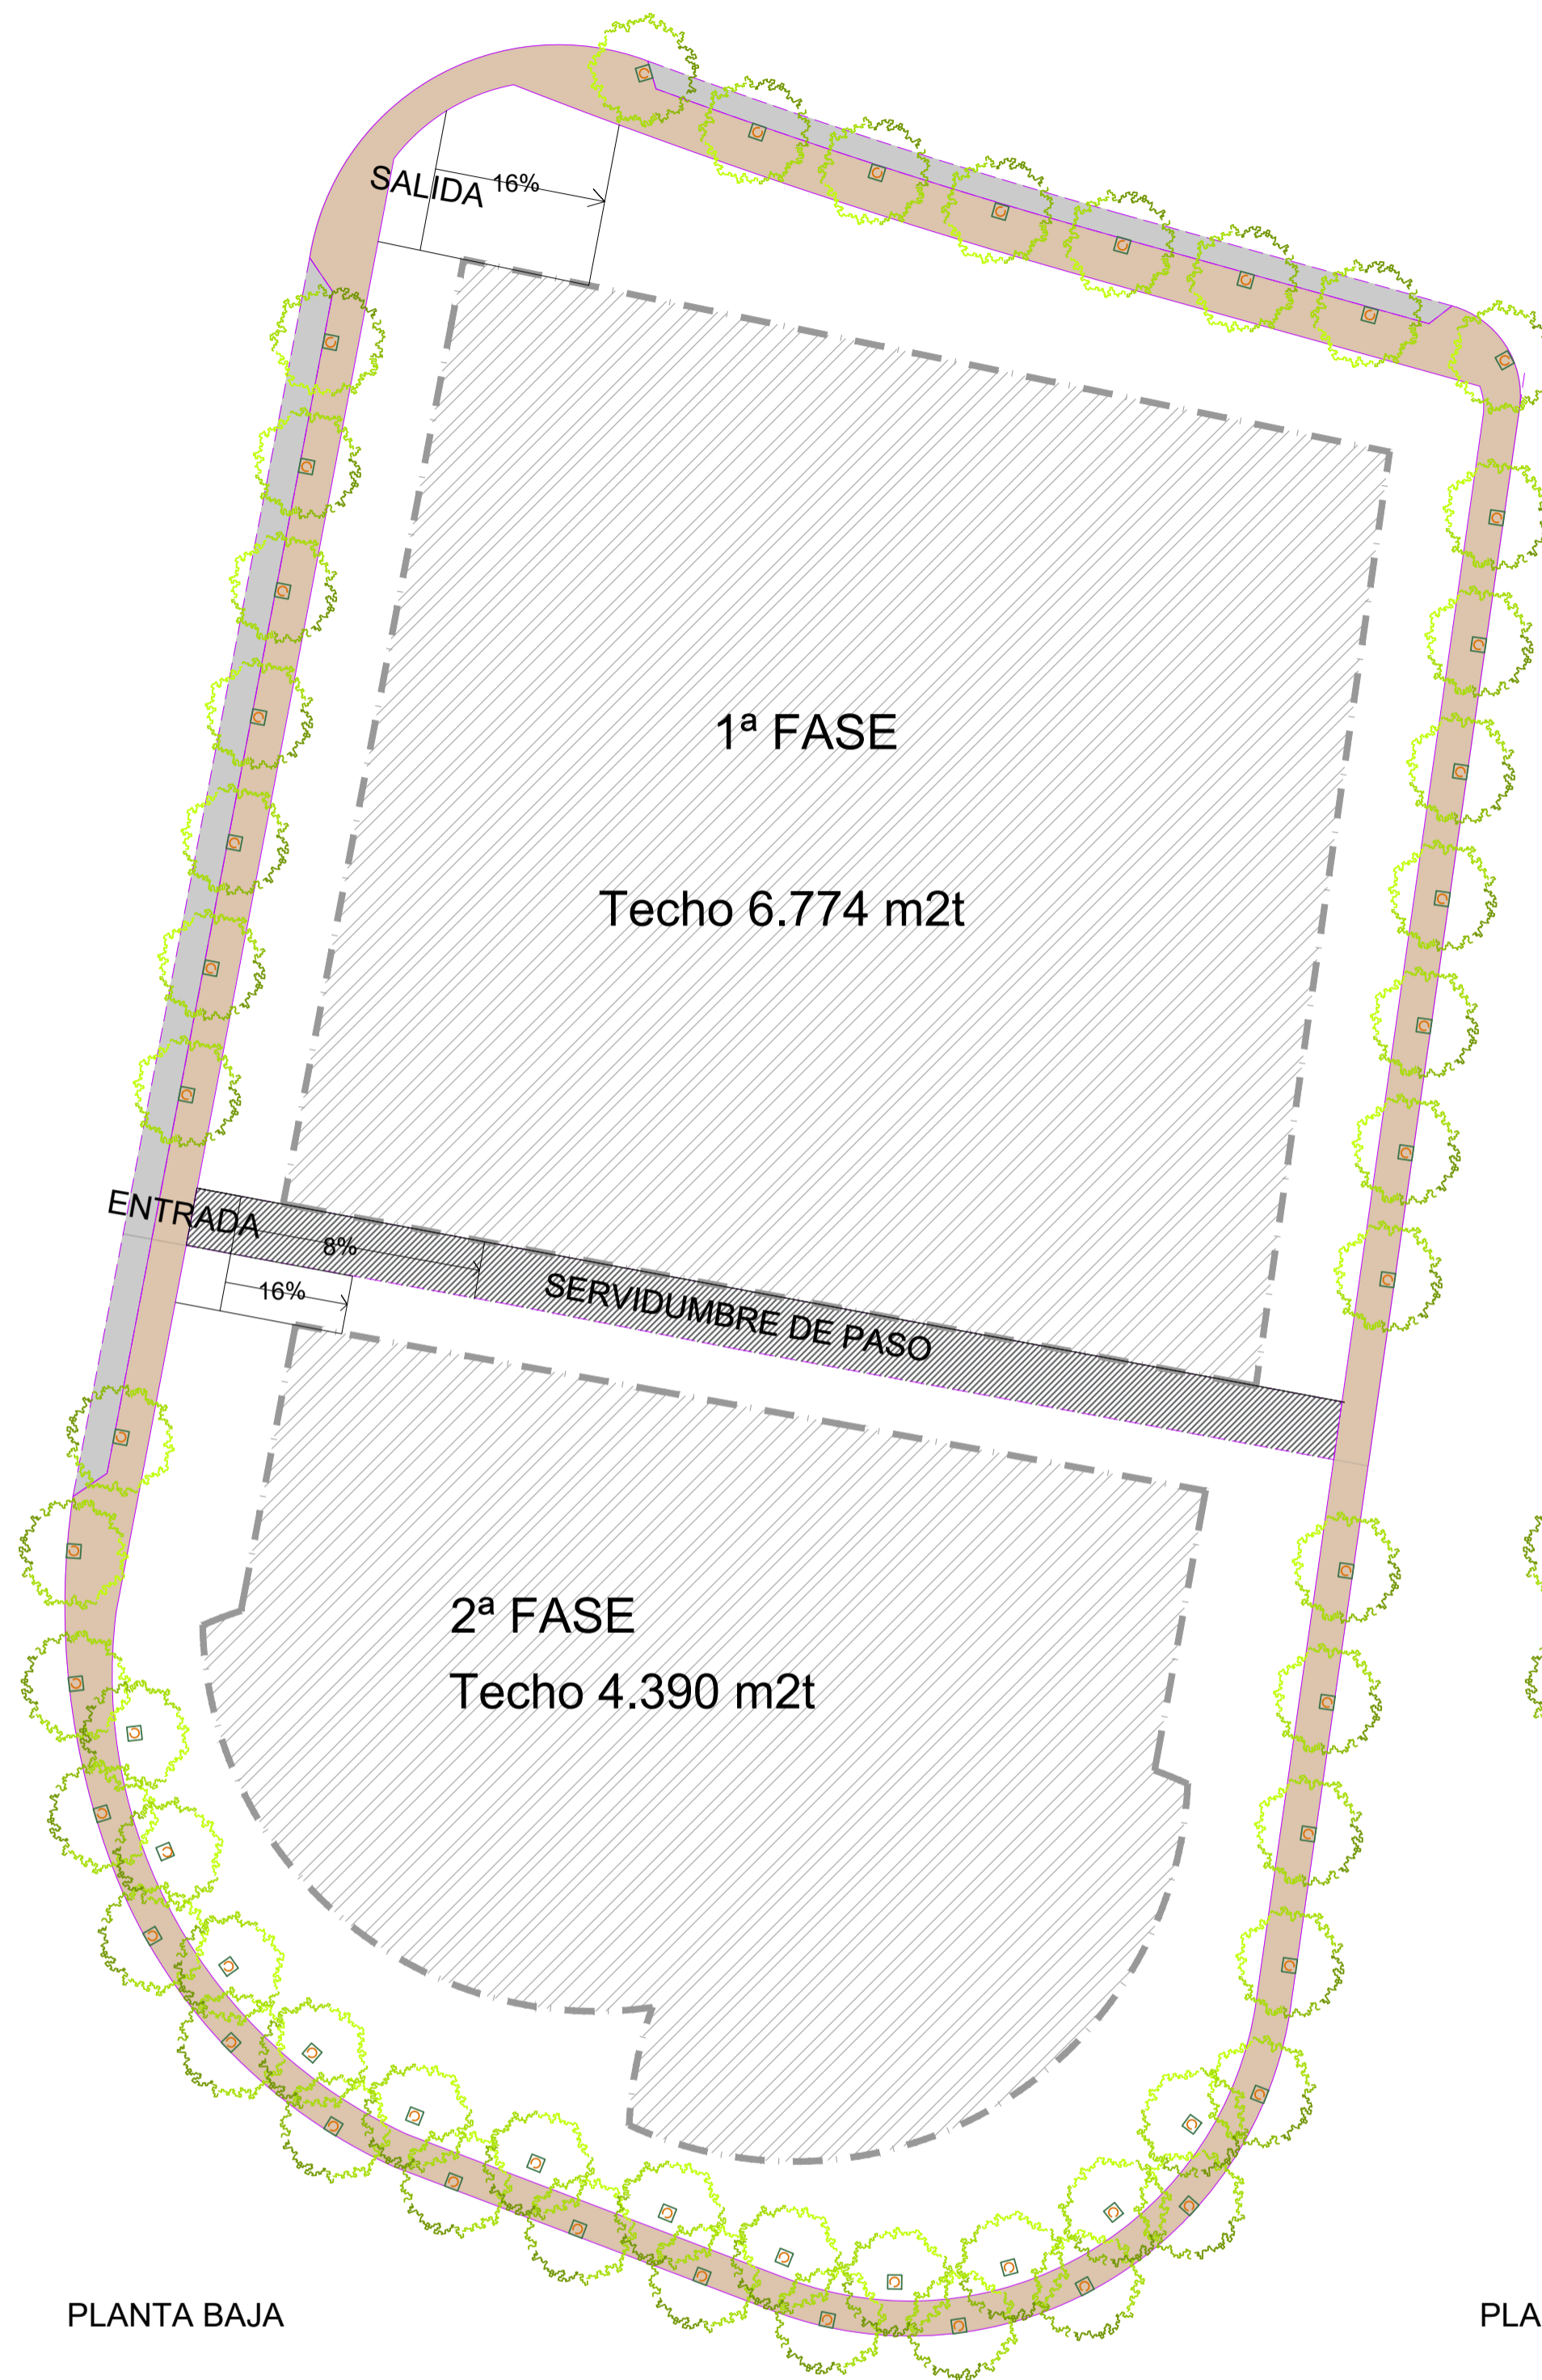 SALIDA
16%
1ª FASE
Techo 6.774 m2t
ENTRADA
8%
16%
SERVIDUMBRE DE PASO
2ª FASE
Techo 4.390 m2t
PLANTA BAJA
PLA